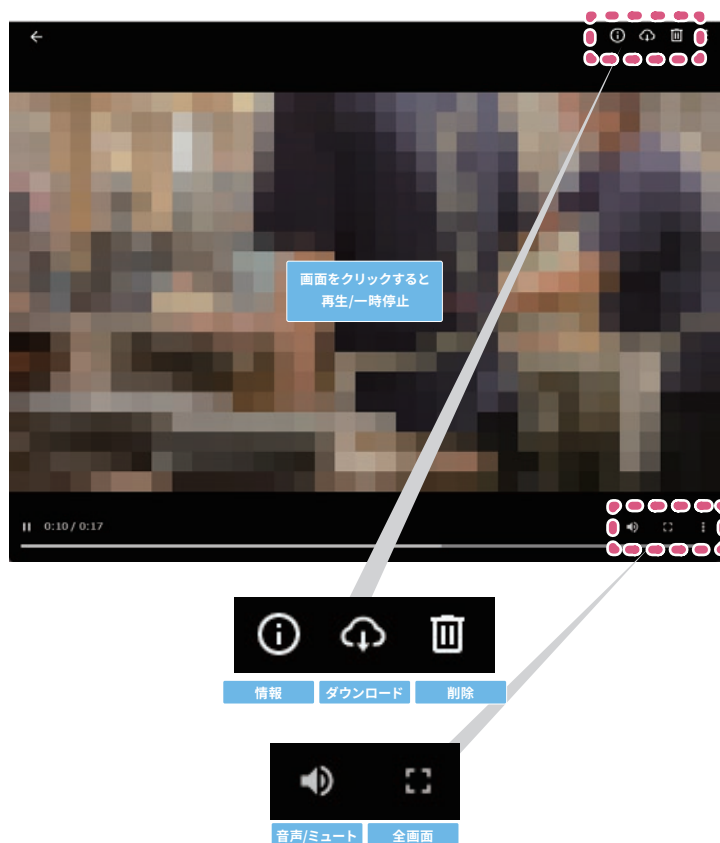 画面をクリックすると
再生/一時停止
0:10 / 0:17
情報
ダウンロード
削除
音声/ミュート
全画面